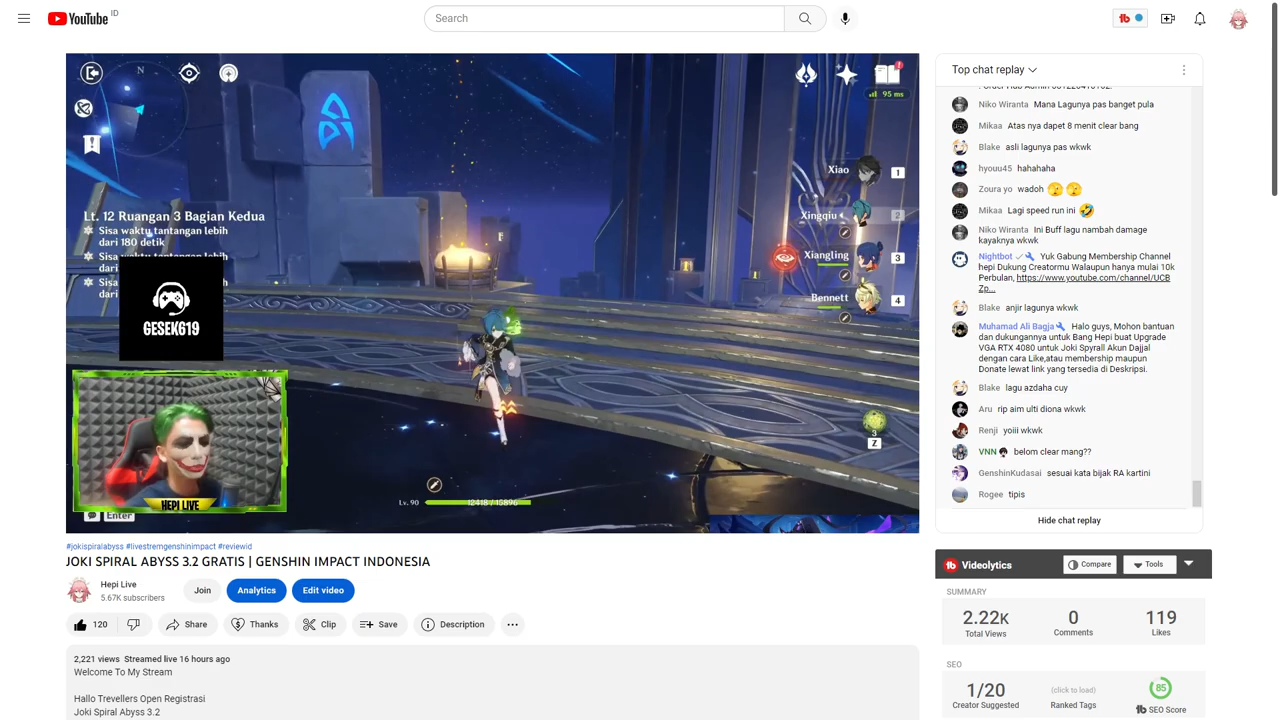 YouTube ID
Search
tb
N
95 ms
Xiao 1
Xingqiu 2
Xiangling 3
Bennett 4
Lt. 12 Ruangan 3 Bagian Kedua
Sisa waktu tantangan lebih
dari 180 detik
Sisa waktu tantangan lebih
dari
Sis
dari
F
GESEKG19
HEPI LIVE
Enter
Lv. 90
12418 / 15896
3
Z
#jokispiralabyss #livestremgenshinimpact #reviewid
JOKI SPIRAL ABYSS 3.2 GRATIS | GENSHIN IMPACT INDONESIA
Hepi Live
5.67K subscribers
Join
Analytics
Edit video
120
Share
Thanks
Clip
Save
Description
2,221 views Streamed live 16 hours ago
Welcome To My Stream
Hallo Trevellers Open Registrasi
Joki Spiral Abyss 3.2
Top chat replay
Niko Wiranta Mana Lagunya pas banget pula
Mikaa Atas nya dapet 8 menit clear bang
Blake asli lagunya pas wkwk
hyouu45 hahahaha
Zoura yo wadoh
Mikaa Lagi speed run ini
Niko Wiranta Ini Buff lagu nambah damage
kayaknya wkwk
Nightbot Yuk Gabung Membership Channel
hepi Dukung Creatormu Walaupun hanya mulai 10k
Perbulan, https://www.youtube.com/channel/UCB
Zp...
Blake anjir lagunya wkwk
Muhamad Ali Bagja Halo guys, Mohon bantuan
dan dukungannya untuk Bang Hepi buat Upgrade
VGA RTX 4080 untuk Joki Spyrall Akun Dajjal
dengan cara Like,atau membership maupun
Donate lewat link yang tersedia di Deskripsi.
Blake lagu azdaha cuy
Aru rip aim ulti diona wkwk
Renji yoiii wkwk
VNN belom clear mang??
GenshinKudasai sesuai kata bijak RA kartini
Rogee tipis
Hide chat replay
tb Videolytics
Compare
Tools
SUMMARY
2.22K
Total Views
0
Comments
119
Likes
SEO
1/20
Creator Suggested
(click to load)
Ranked Tags
85
tb SEO Score